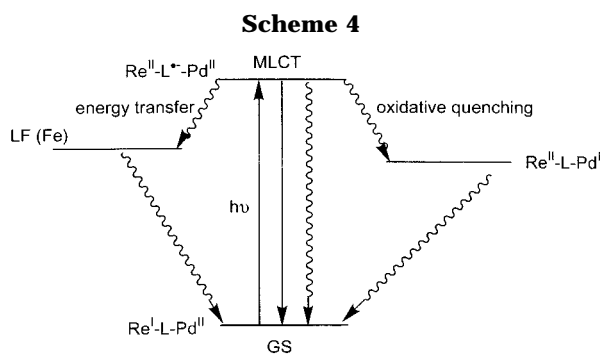 Scheme 4
Re^II-L^•--Pd^II
MLCT
energy transfer
oxidative quenching
LF (Fe)
Re^II-L-Pd^I
hυ
Re^I-L-Pd^II
GS